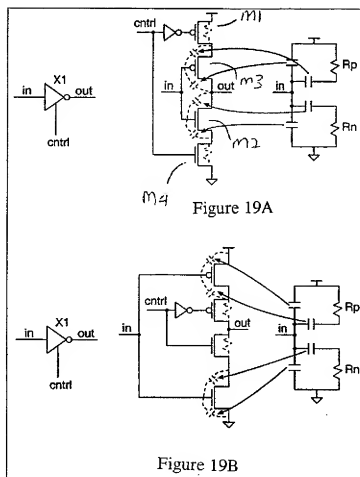 M1
cntrl
X1
in
out
cntrl
in
M3
out
M2
M4
in
Rp
Rn
Figure 19A
X1
in
out
cntrl
cntrl
in
out
in
Rp
Rn
Figure 19B